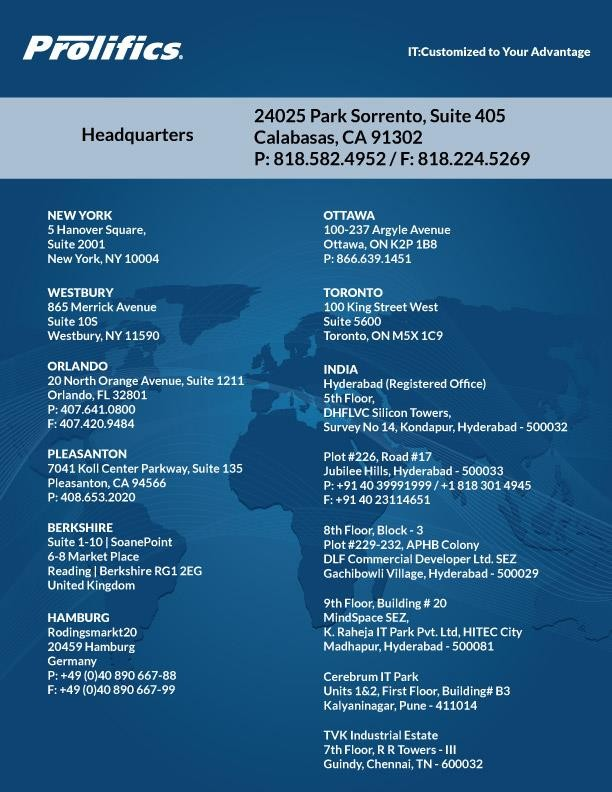 Prolifics.
IT:Customized to Your Advantage
Headquarters
24025 Park Sorrento, Suite 405
Calabasas, CA 91302
P: 818.582.4952 / F: 818.224.5269
NEW YORK
5 Hanover Square,
Suite 2001
New York, NY 10004
WESTBURY
865 Merrick Avenue
Suite 10S
Westbury, NY 11590
ORLANDO
20 North Orange Avenue, Suite 1211
Orlando, FL 32801
P: 407.641.0800
F: 407.420.9484
PLEASANTON
7041 Koll Center Parkway, Suite 135
Pleasanton, CA 94566
P: 408.653.2020
BERKSHIRE
Suite 1-10 | SoanePoint
6-8 Market Place
Reading | Berkshire RG1 2EG
United Kingdom
HAMBURG
Rodingsmarkt20
20459 Hamburg
Germany
P: +49 (0)40 890 667-88
F: +49 (0)40 890 667-99
OTTAWA
100-237 Argyle Avenue
Ottawa, ON K2P 1B8
P: 866.639.1451
TORONTO
100 King Street West
Suite 5600
Toronto, ON M5X 1C9
INDIA
Hyderabad (Registered Office)
5th Floor,
DHFLVC Silicon Towers,
Survey No 14, Kondapur, Hyderabad - 500032
Plot #226, Road #17
Jubilee Hills, Hyderabad - 500033
P: +91 40 39991999 / +1 818 301 4945
F: +91 40 23114651
8th Floor, Block - 3
Plot #229-232, APHB Colony
DLF Commercial Developer Ltd. SEZ
Gachibowli Village, Hyderabad - 500029
9th Floor, Building # 20
MindSpace SEZ,
K. Raheja IT Park Pvt. Ltd, HITEC City
Madhapur, Hyderabad - 500081
Cerebrum IT Park
Units 1&2, First Floor, Building# B3
Kalyaninagar, Pune - 411014
TVK Industrial Estate
7th Floor, R R Towers - III
Guindy, Chennai, TN - 600032